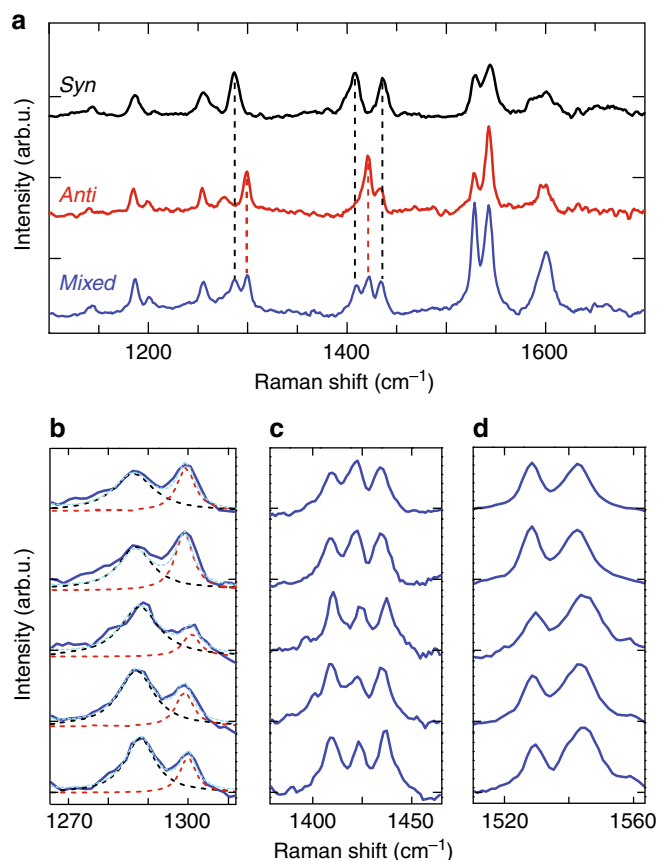 a
Syn
Anti
Mixed
Intensity (arb.u.)
1200 1400 1600
Raman shift (cm⁻¹)
b c d
Intensity (arb.u.)
1270 1300 1400 1450 1520 1560
Raman shift (cm⁻¹)